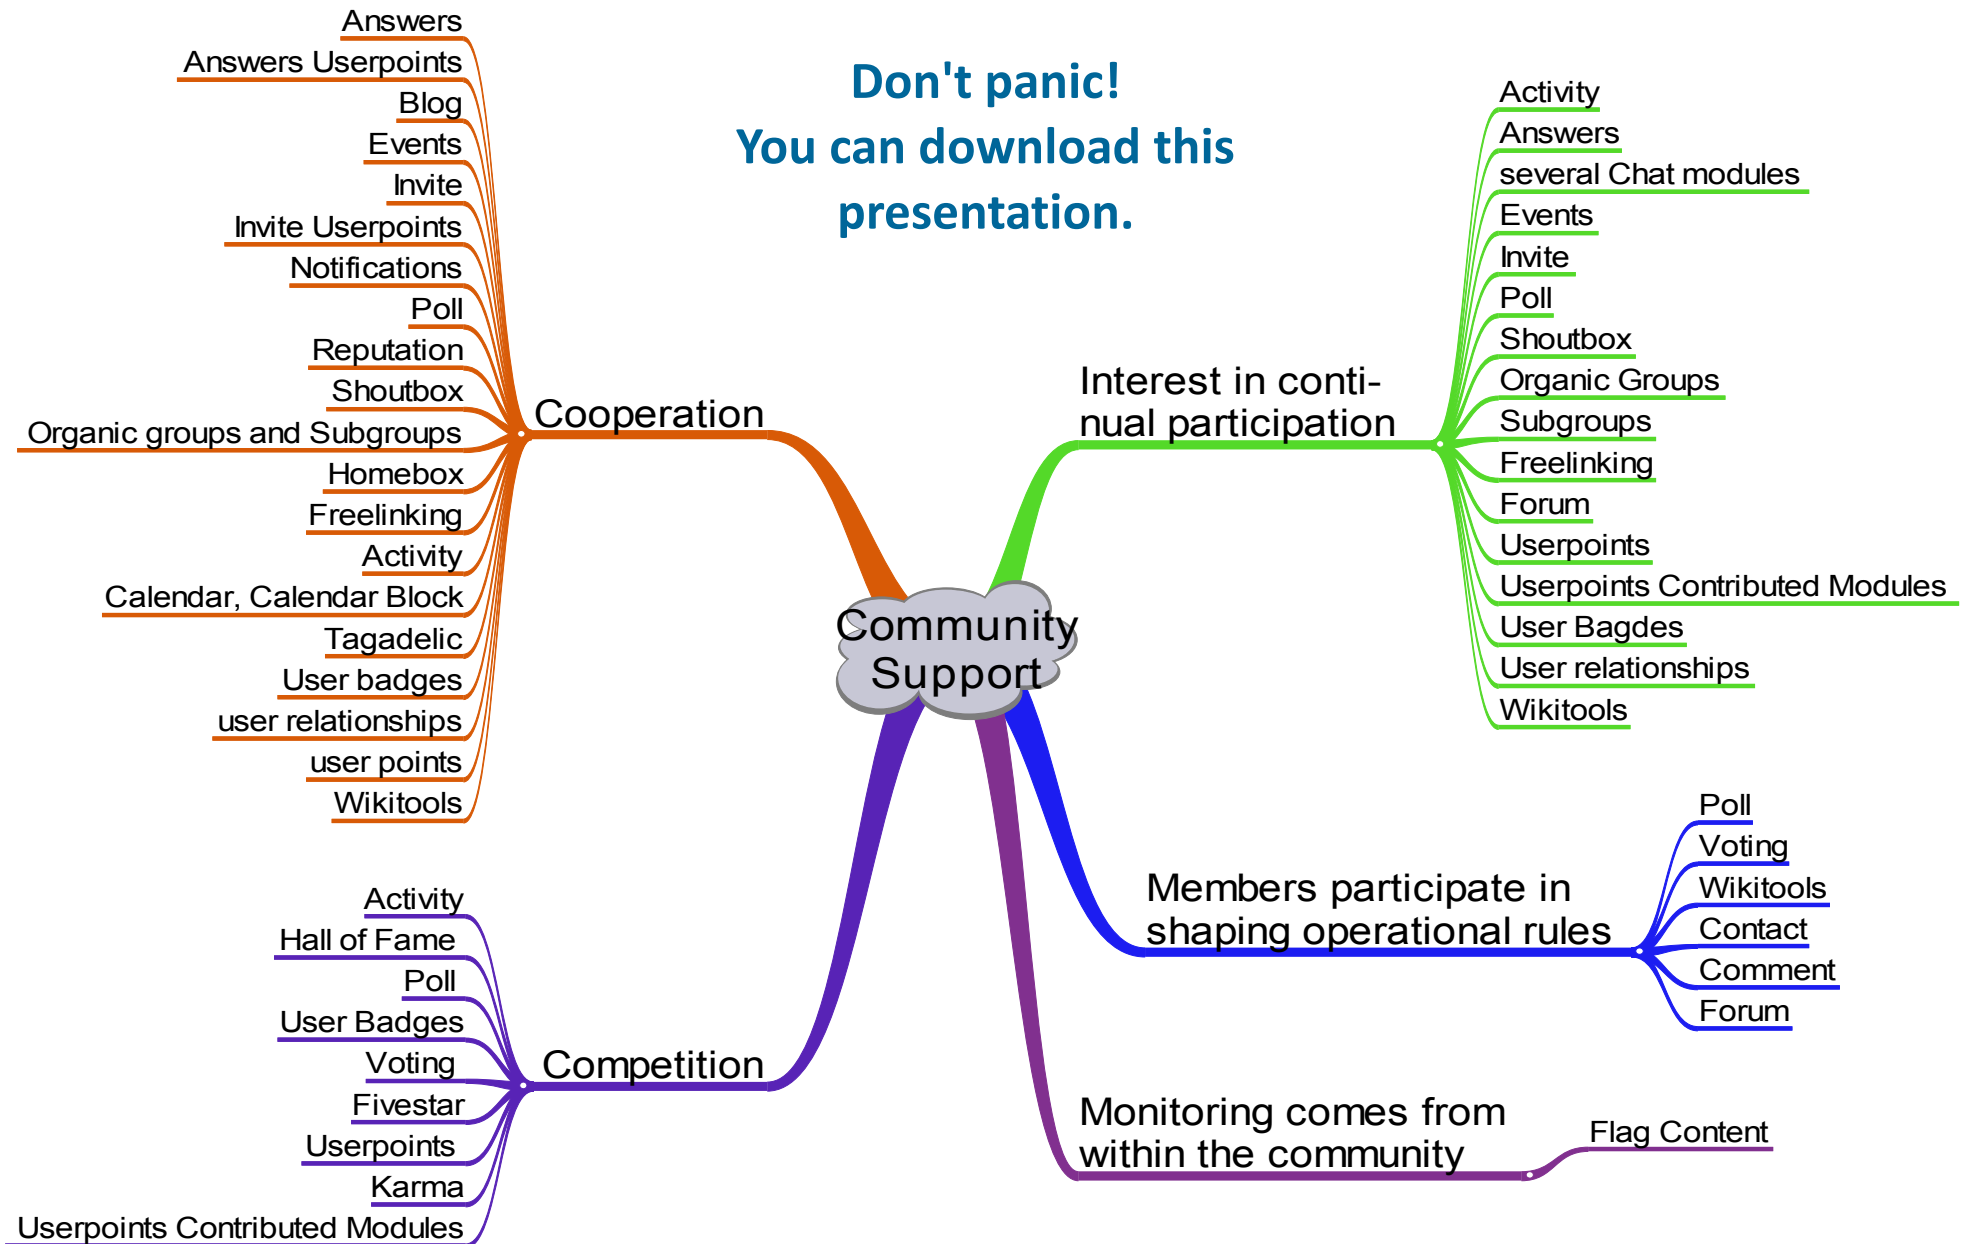 Don't panic!
You can download this
presentation.
Community
Support
Cooperation
Answers
Answers Userpoints
Blog
Events
Invite
Invite Userpoints
Notifications
Poll
Reputation
Shoutbox
Organic groups and Subgroups
Homebox
Freelinking
Activity
Calendar, Calendar Block
Tagadelic
User badges
user relationships
user points
Wikitools
Competition
Activity
Hall of Fame
Poll
User Badges
Voting
Fivestar
Userpoints
Karma
Userpoints Contributed Modules
Interest in conti-
nual participation
Activity
Answers
several Chat modules
Events
Invite
Poll
Shoutbox
Organic Groups
Subgroups
Freelinking
Forum
Userpoints
Userpoints Contributed Modules
User Bagdes
User relationships
Wikitools
Members participate in
shaping operational rules
Poll
Voting
Wikitools
Contact
Comment
Forum
Monitoring comes from
within the community
Flag Content